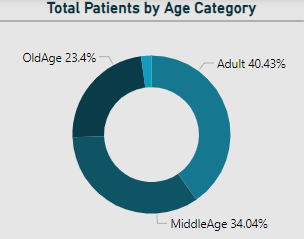 Total Patients by Age Category
OldAge 23.4%
Adult 40.43%
MiddleAge 34.04%